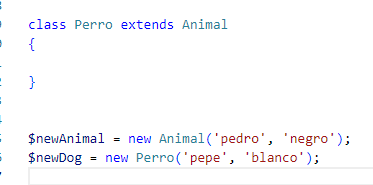 class Perro extends Animal
{
}
$newAnimal = new Animal('pedro', 'negro');
$newDog = new Perro('pepe', 'blanco');